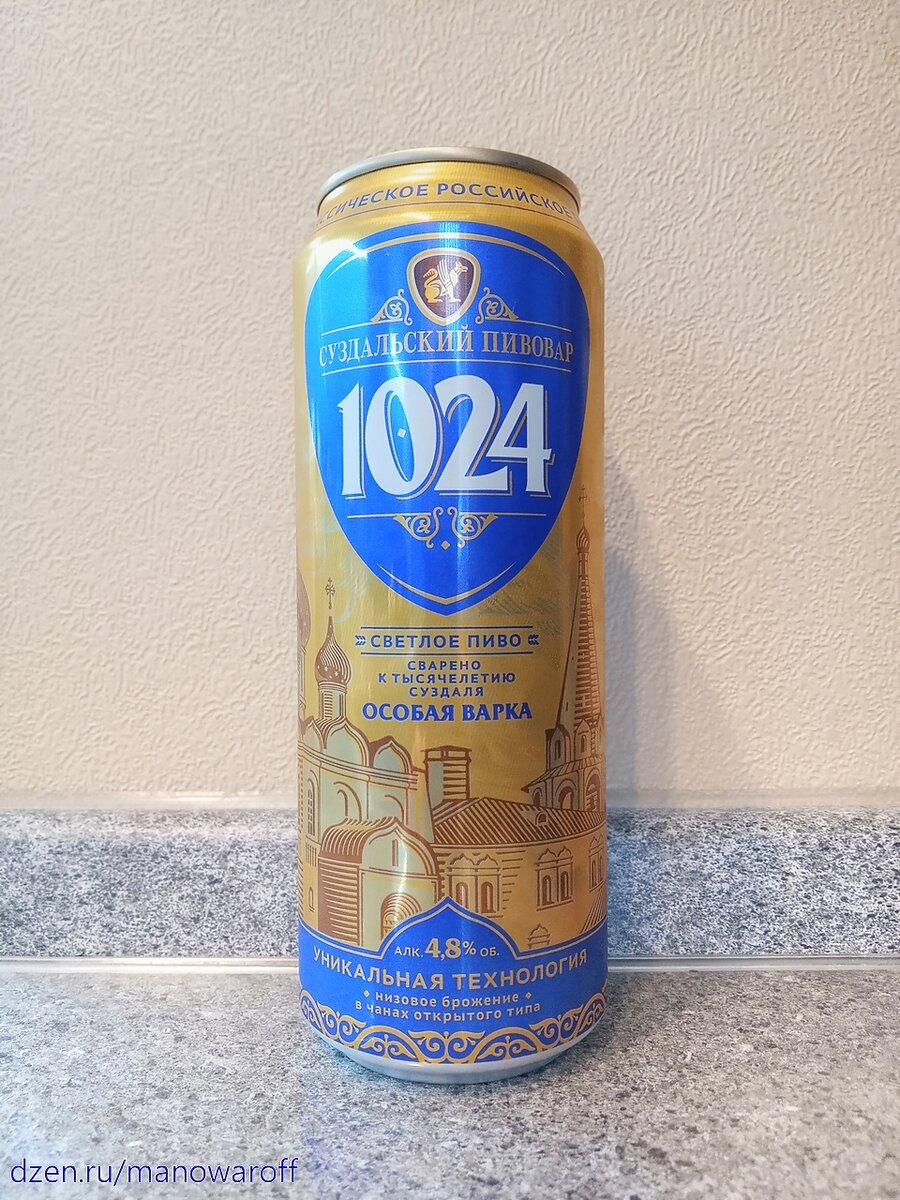 РОССИЙСКОЕ
СУЗДАЛЬСКИЙ ПИВОВАР
1024
СВЕТЛОЕ ПИВО
СВАРЕНО
К ТЫСЯЧЕЛЕТИЮ
СУЗДАЛЯ
ОСОБАЯ ВАРКА
АЛК. 4,8% ОБ.
УНИКАЛЬНАЯ ТЕХНОЛОГИЯ
низовое брожение
в чанах открытого типа
dzen.ru/manowaroff